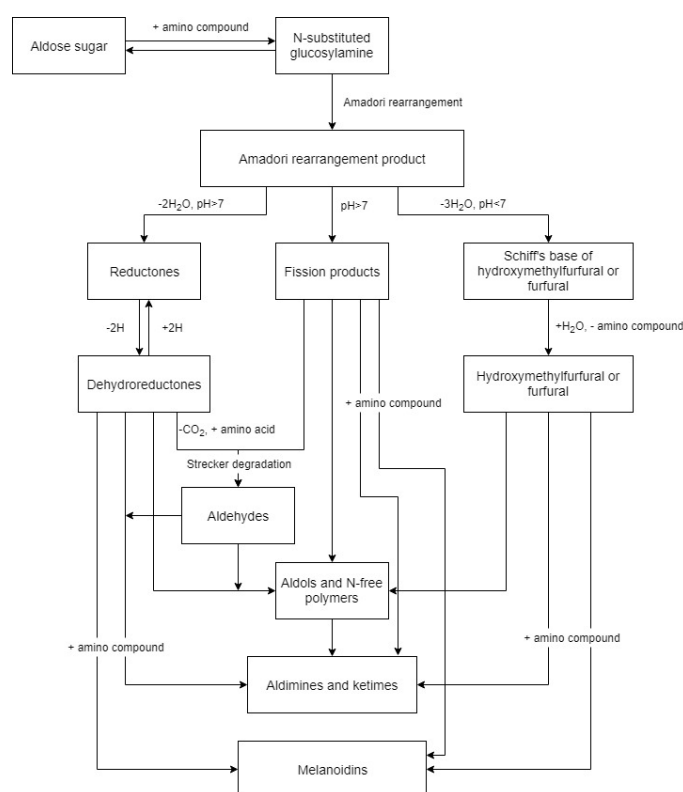 + amino compound
Aldose sugar
N-substituted
glucosylamine
Amadori rearrangement
Amadori rearrangement product
-2H₂O, pH>7
pH>7
-3H₂O, pH<7
Reductones
Fission products
Schiff's base of
hydroxymethylfurfural or
furfural
-2H
+2H
+H₂O, - amino compound
Dehydroreductones
Hydroxymethylfurfural or
furfural
+ amino compound
-CO₂, + amino acid
Strecker degradation
Aldehydes
Aldols and N-free
polymers
+ amino compound
+ amino compound
Aldimines and ketimes
Melanoidins